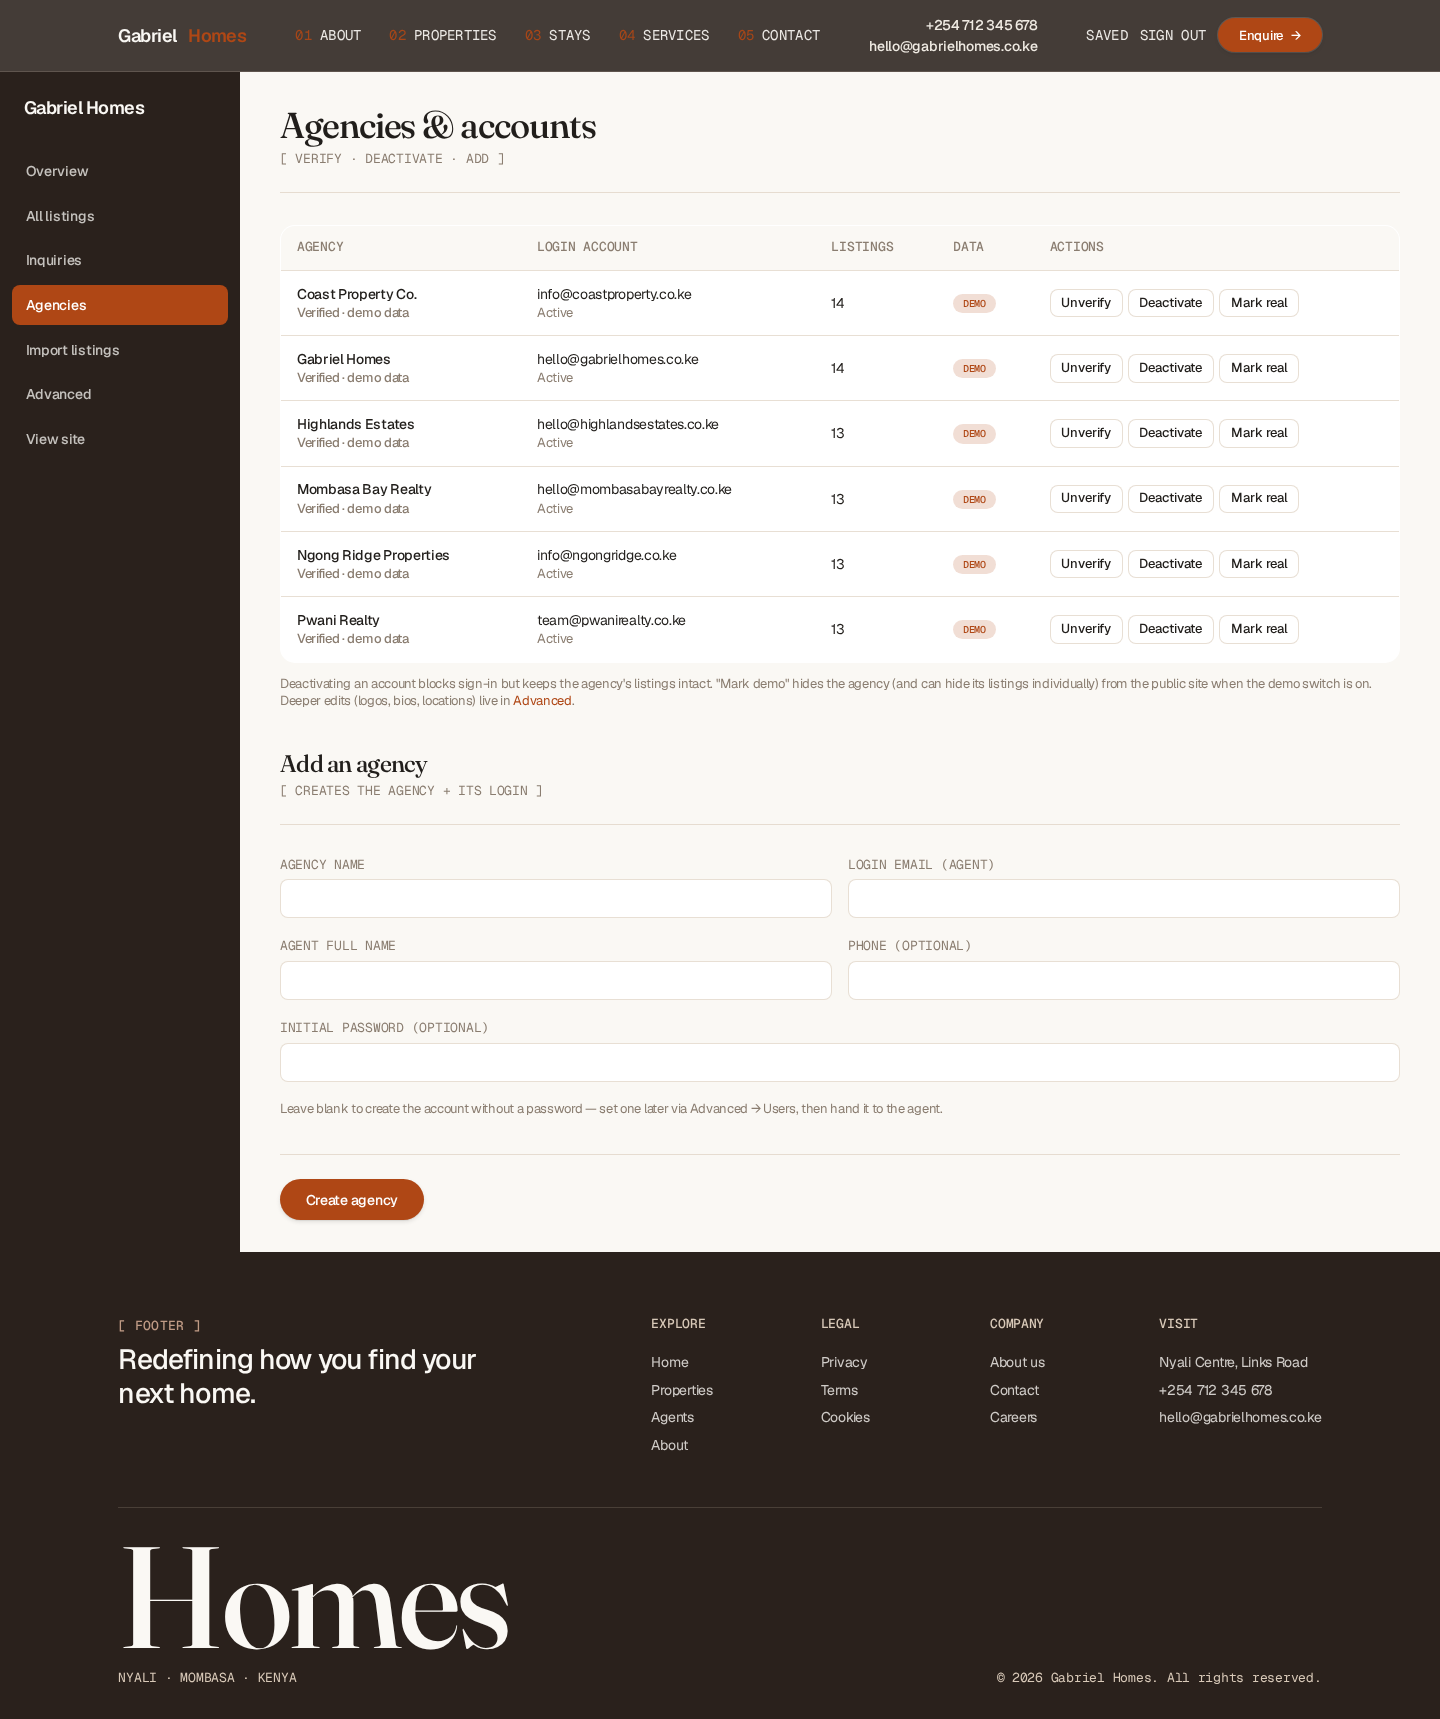 Gabriel Homes
01 ABOUT 02 PROPERTIES 03 STAYS 04 SERVICES 05 CONTACT
+254 712 345 678
hello@gabrielhomes.co.ke
SAVED SIGN OUT Enquire →
Gabriel Homes
Overview
All listings
Inquiries
Agencies
Import listings
Advanced
View site
Agencies & accounts
[ VERIFY · DEACTIVATE · ADD ]
AGENCY LOGIN ACCOUNT LISTINGS DATA ACTIONS
Coast Property Co. info@coastproperty.co.ke 14 DEMO Unverify Deactivate Mark real
Verified · demo data Active
Gabriel Homes hello@gabrielhomes.co.ke 14 DEMO Unverify Deactivate Mark real
Verified · demo data Active
Highlands Estates hello@highlandsestates.co.ke 13 DEMO Unverify Deactivate Mark real
Verified · demo data Active
Mombasa Bay Realty hello@mombasabayrealty.co.ke 13 DEMO Unverify Deactivate Mark real
Verified · demo data Active
Ngong Ridge Properties info@ngongridge.co.ke 13 DEMO Unverify Deactivate Mark real
Verified · demo data Active
Pwani Realty team@pwanirealty.co.ke 13 DEMO Unverify Deactivate Mark real
Verified · demo data Active
Deactivating an account blocks sign-in but keeps the agency's listings intact. "Mark demo" hides the agency (and can hide its listings individually) from the public site when the demo switch is on.
Deeper edits (logos, bios, locations) live in Advanced.
Add an agency
[ CREATES THE AGENCY + ITS LOGIN ]
AGENCY NAME LOGIN EMAIL (AGENT)
AGENT FULL NAME PHONE (OPTIONAL)
INITIAL PASSWORD (OPTIONAL)
Leave blank to create the account without a password — set one later via Advanced → Users, then hand it to the agent.
Create agency
[ FOOTER ]
Redefining how you find your
next home.
EXPLORE
Home
Properties
Agents
About
LEGAL
Privacy
Terms
Cookies
COMPANY
About us
Contact
Careers
VISIT
Nyali Centre, Links Road
+254 712 345 678
hello@gabrielhomes.co.ke
Homes
NYALI · MOMBASA · KENYA
© 2026 Gabriel Homes. All rights reserved.